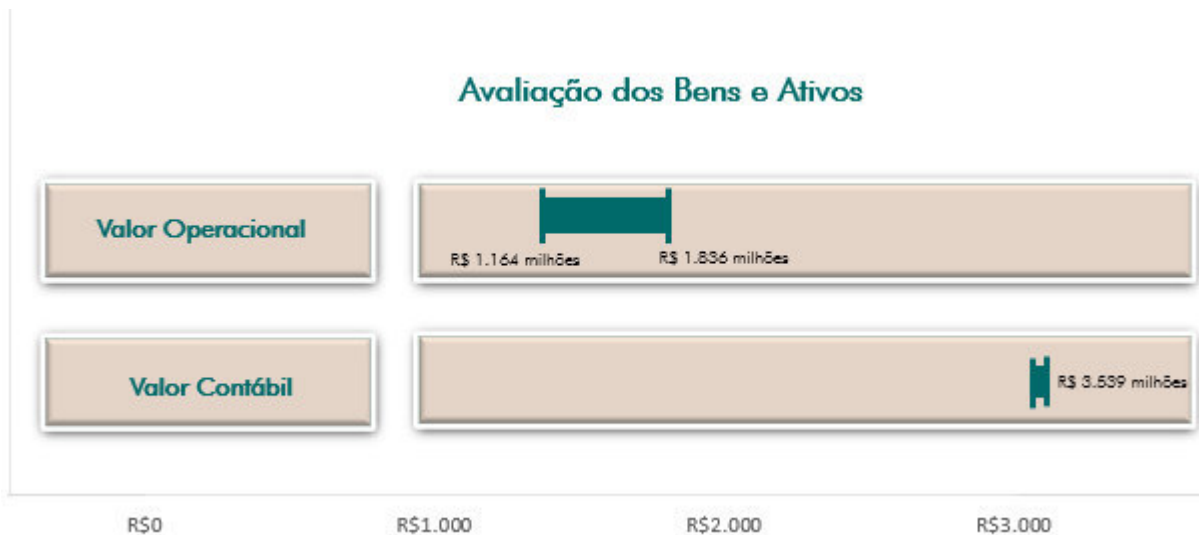 Avaliação dos Bens e Ativos
Valor Operacional
R$ 1.164 milhões
R$ 1.836 milhões
Valor Contábil
R$ 3.539 milhões
R$0
R$1.000
R$2.000
R$3.000